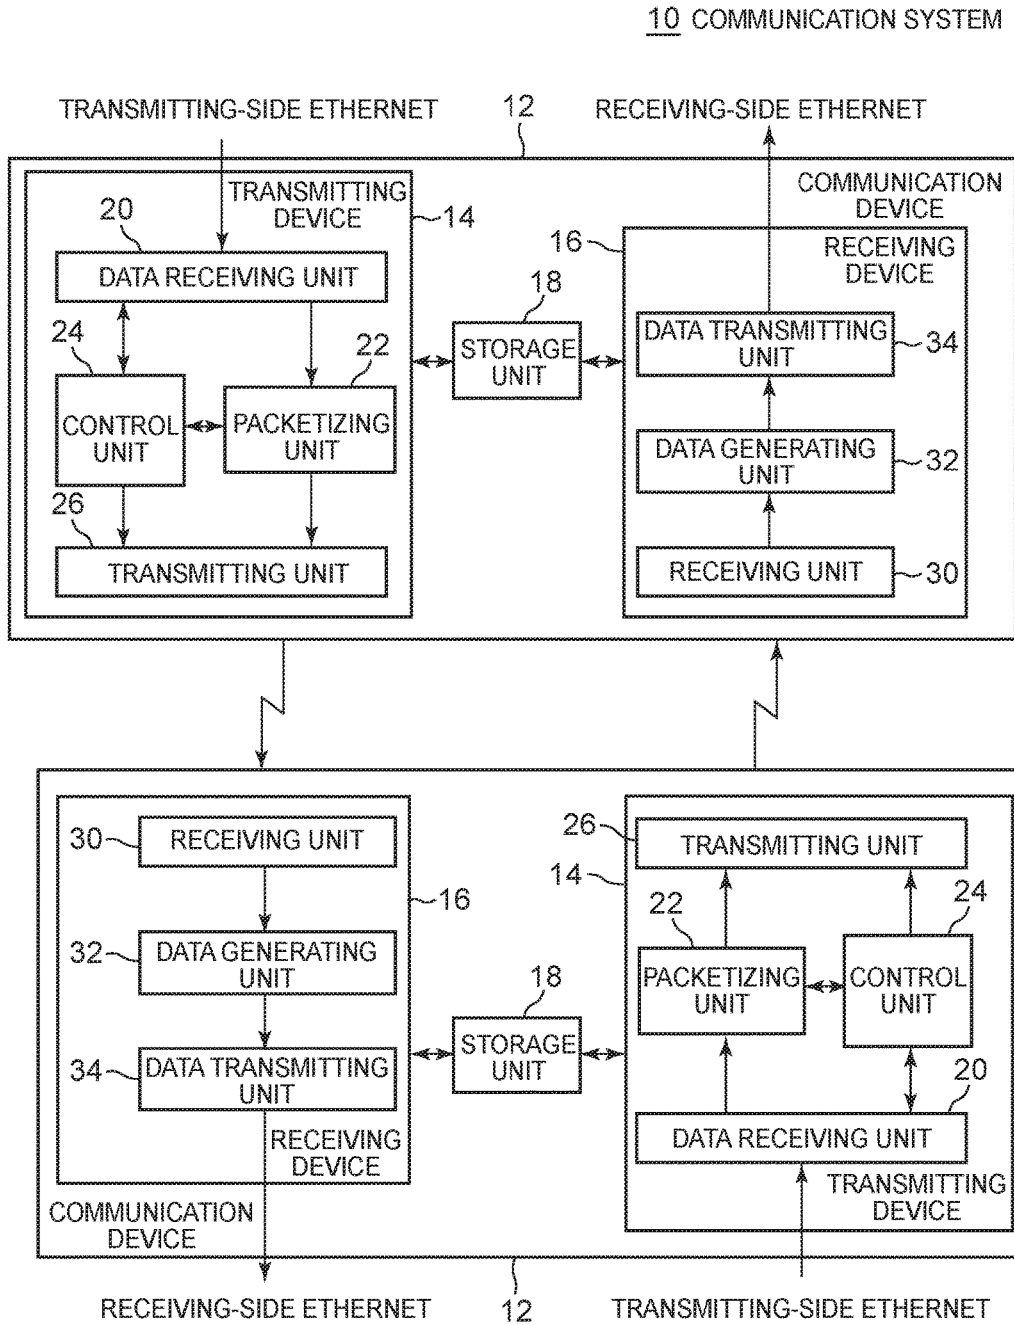 10 COMMUNICATION SYSTEM
TRANSMITTING-SIDE ETHERNET
12
RECEIVING-SIDE ETHERNET
TRANSMITTING
DEVICE
14
20
DATA RECEIVING UNIT
24
22
CONTROL
UNIT
PACKETIZING
UNIT
26
TRANSMITTING UNIT
18
STORAGE
UNIT
COMMUNICATION
DEVICE
16
RECEIVING
DEVICE
DATA TRANSMITTING
UNIT
34
DATA GENERATING
UNIT
32
RECEIVING UNIT
30
30
RECEIVING UNIT
16
32
DATA GENERATING
UNIT
34
DATA TRANSMITTING
UNIT
RECEIVING
DEVICE
COMMUNICATION
DEVICE
18
STORAGE
UNIT
26
TRANSMITTING UNIT
14
22
24
PACKETIZING
UNIT
CONTROL
UNIT
20
DATA RECEIVING UNIT
TRANSMITTING
DEVICE
RECEIVING-SIDE ETHERNET
12
TRANSMITTING-SIDE ETHERNET